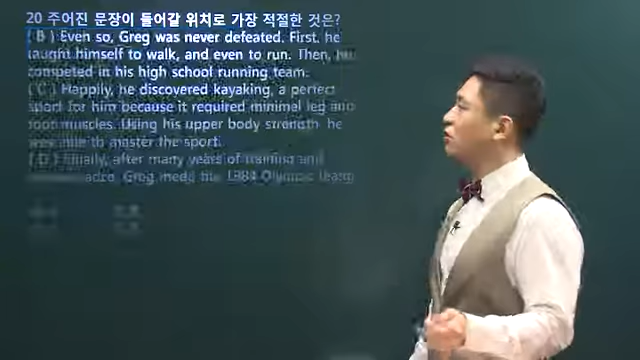 20 주어진 문장이 들어갈 위치로 가장 적절한 것은?
( B ) Even so, Greg was never defeated. First, he
taught himself to walk, and even to run. Then, he
competed in his high school running team.
( C ) Happily, he discovered kayaking, a perfect
sport for him because it required minimal leg and
foot muscles. Using his upper body strength, he
was able to master the sport.
( D ) Finally, after many years of training and
Greg made the 1984 Olympic team.